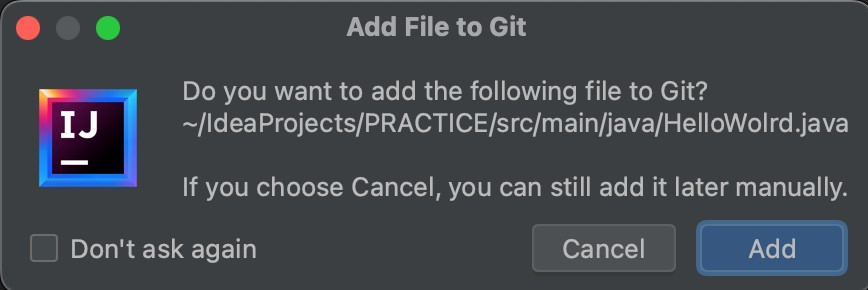 Add File to Git
Do you want to add the following file to Git?
~/IdeaProjects/PRACTICE/src/main/java/HelloWolrd.java
IJ
If you choose Cancel, you can still add it later manually.
Don't ask again
Cancel
Add